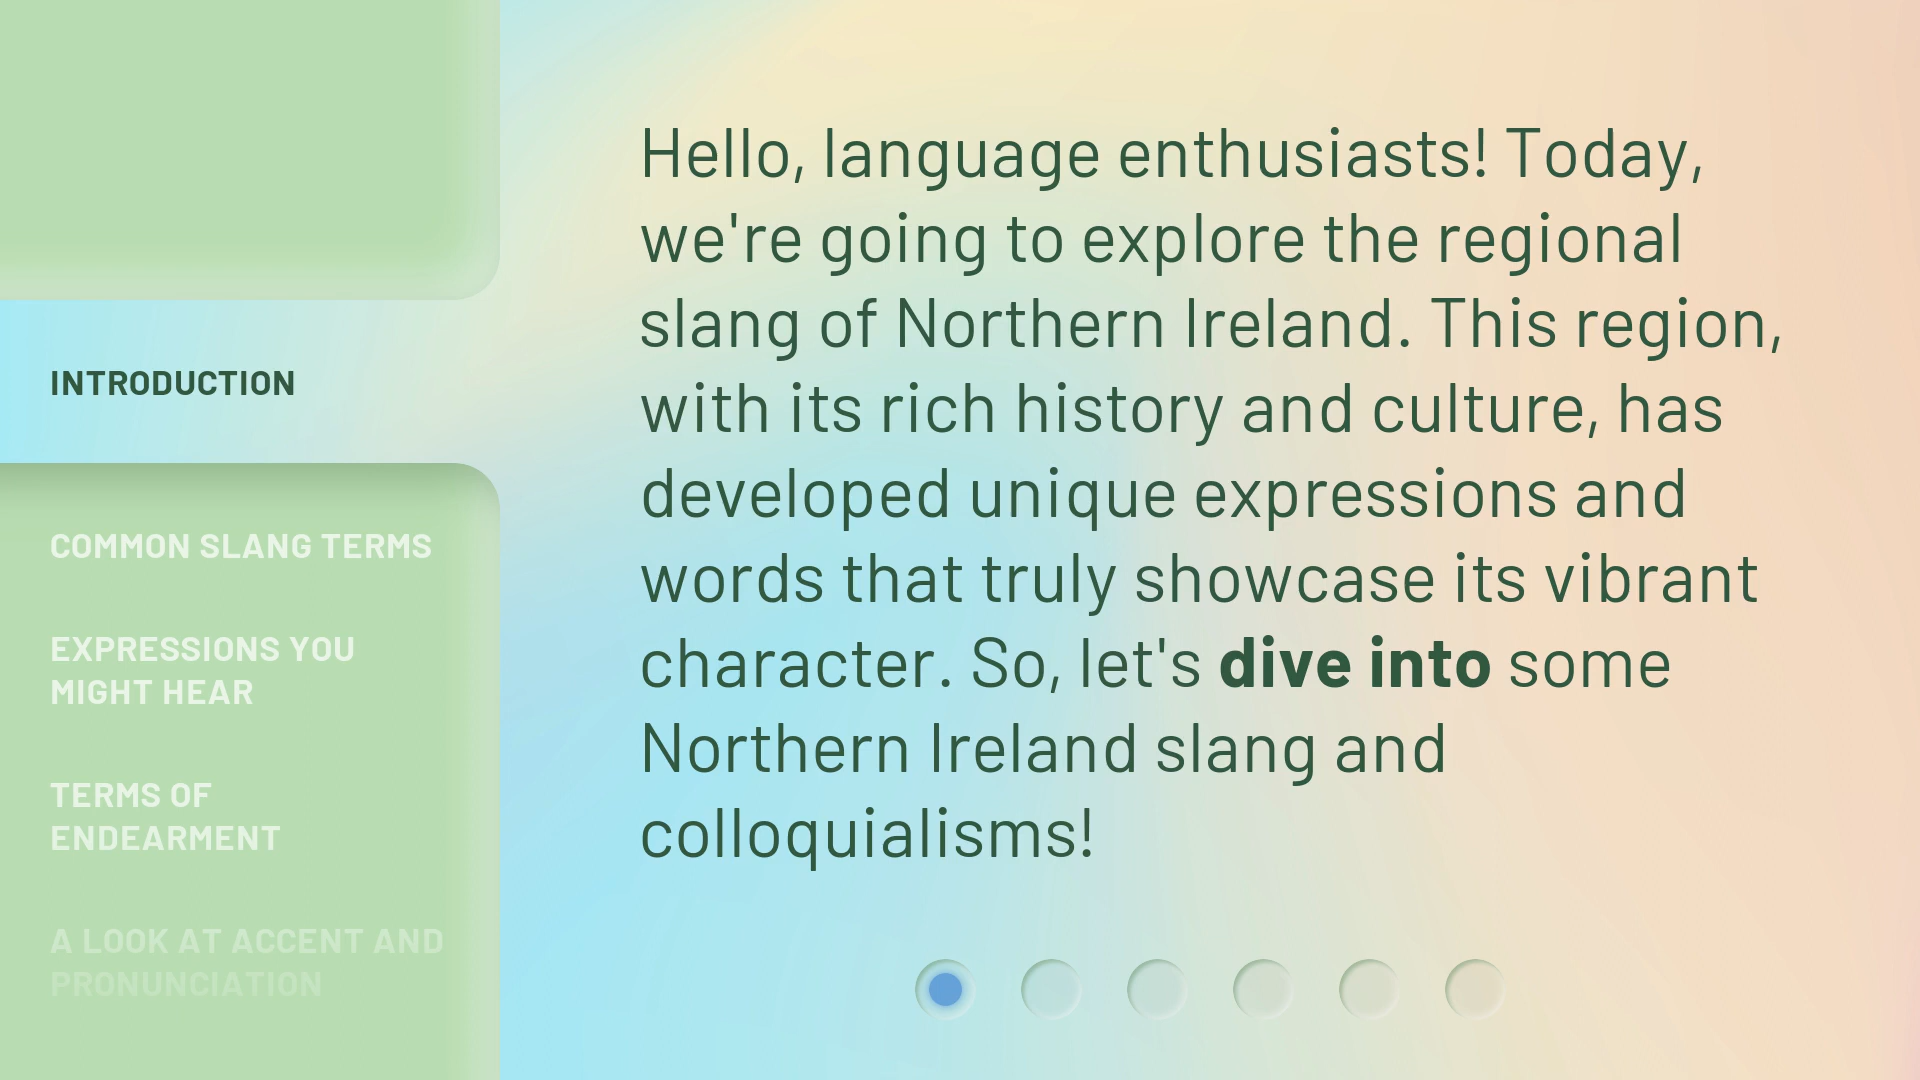 INTRODUCTION
COMMON SLANG TERMS
EXPRESSIONS YOU
MIGHT HEAR
TERMS OF
ENDEARMENT
A LOOK AT ACCENT AND
PRONUNCIATION
Hello, language enthusiasts! Today,
we're going to explore the regional
slang of Northern Ireland. This region,
with its rich history and culture, has
developed unique expressions and
words that truly showcase its vibrant
character. So, let's dive into some
Northern Ireland slang and
colloquialisms!